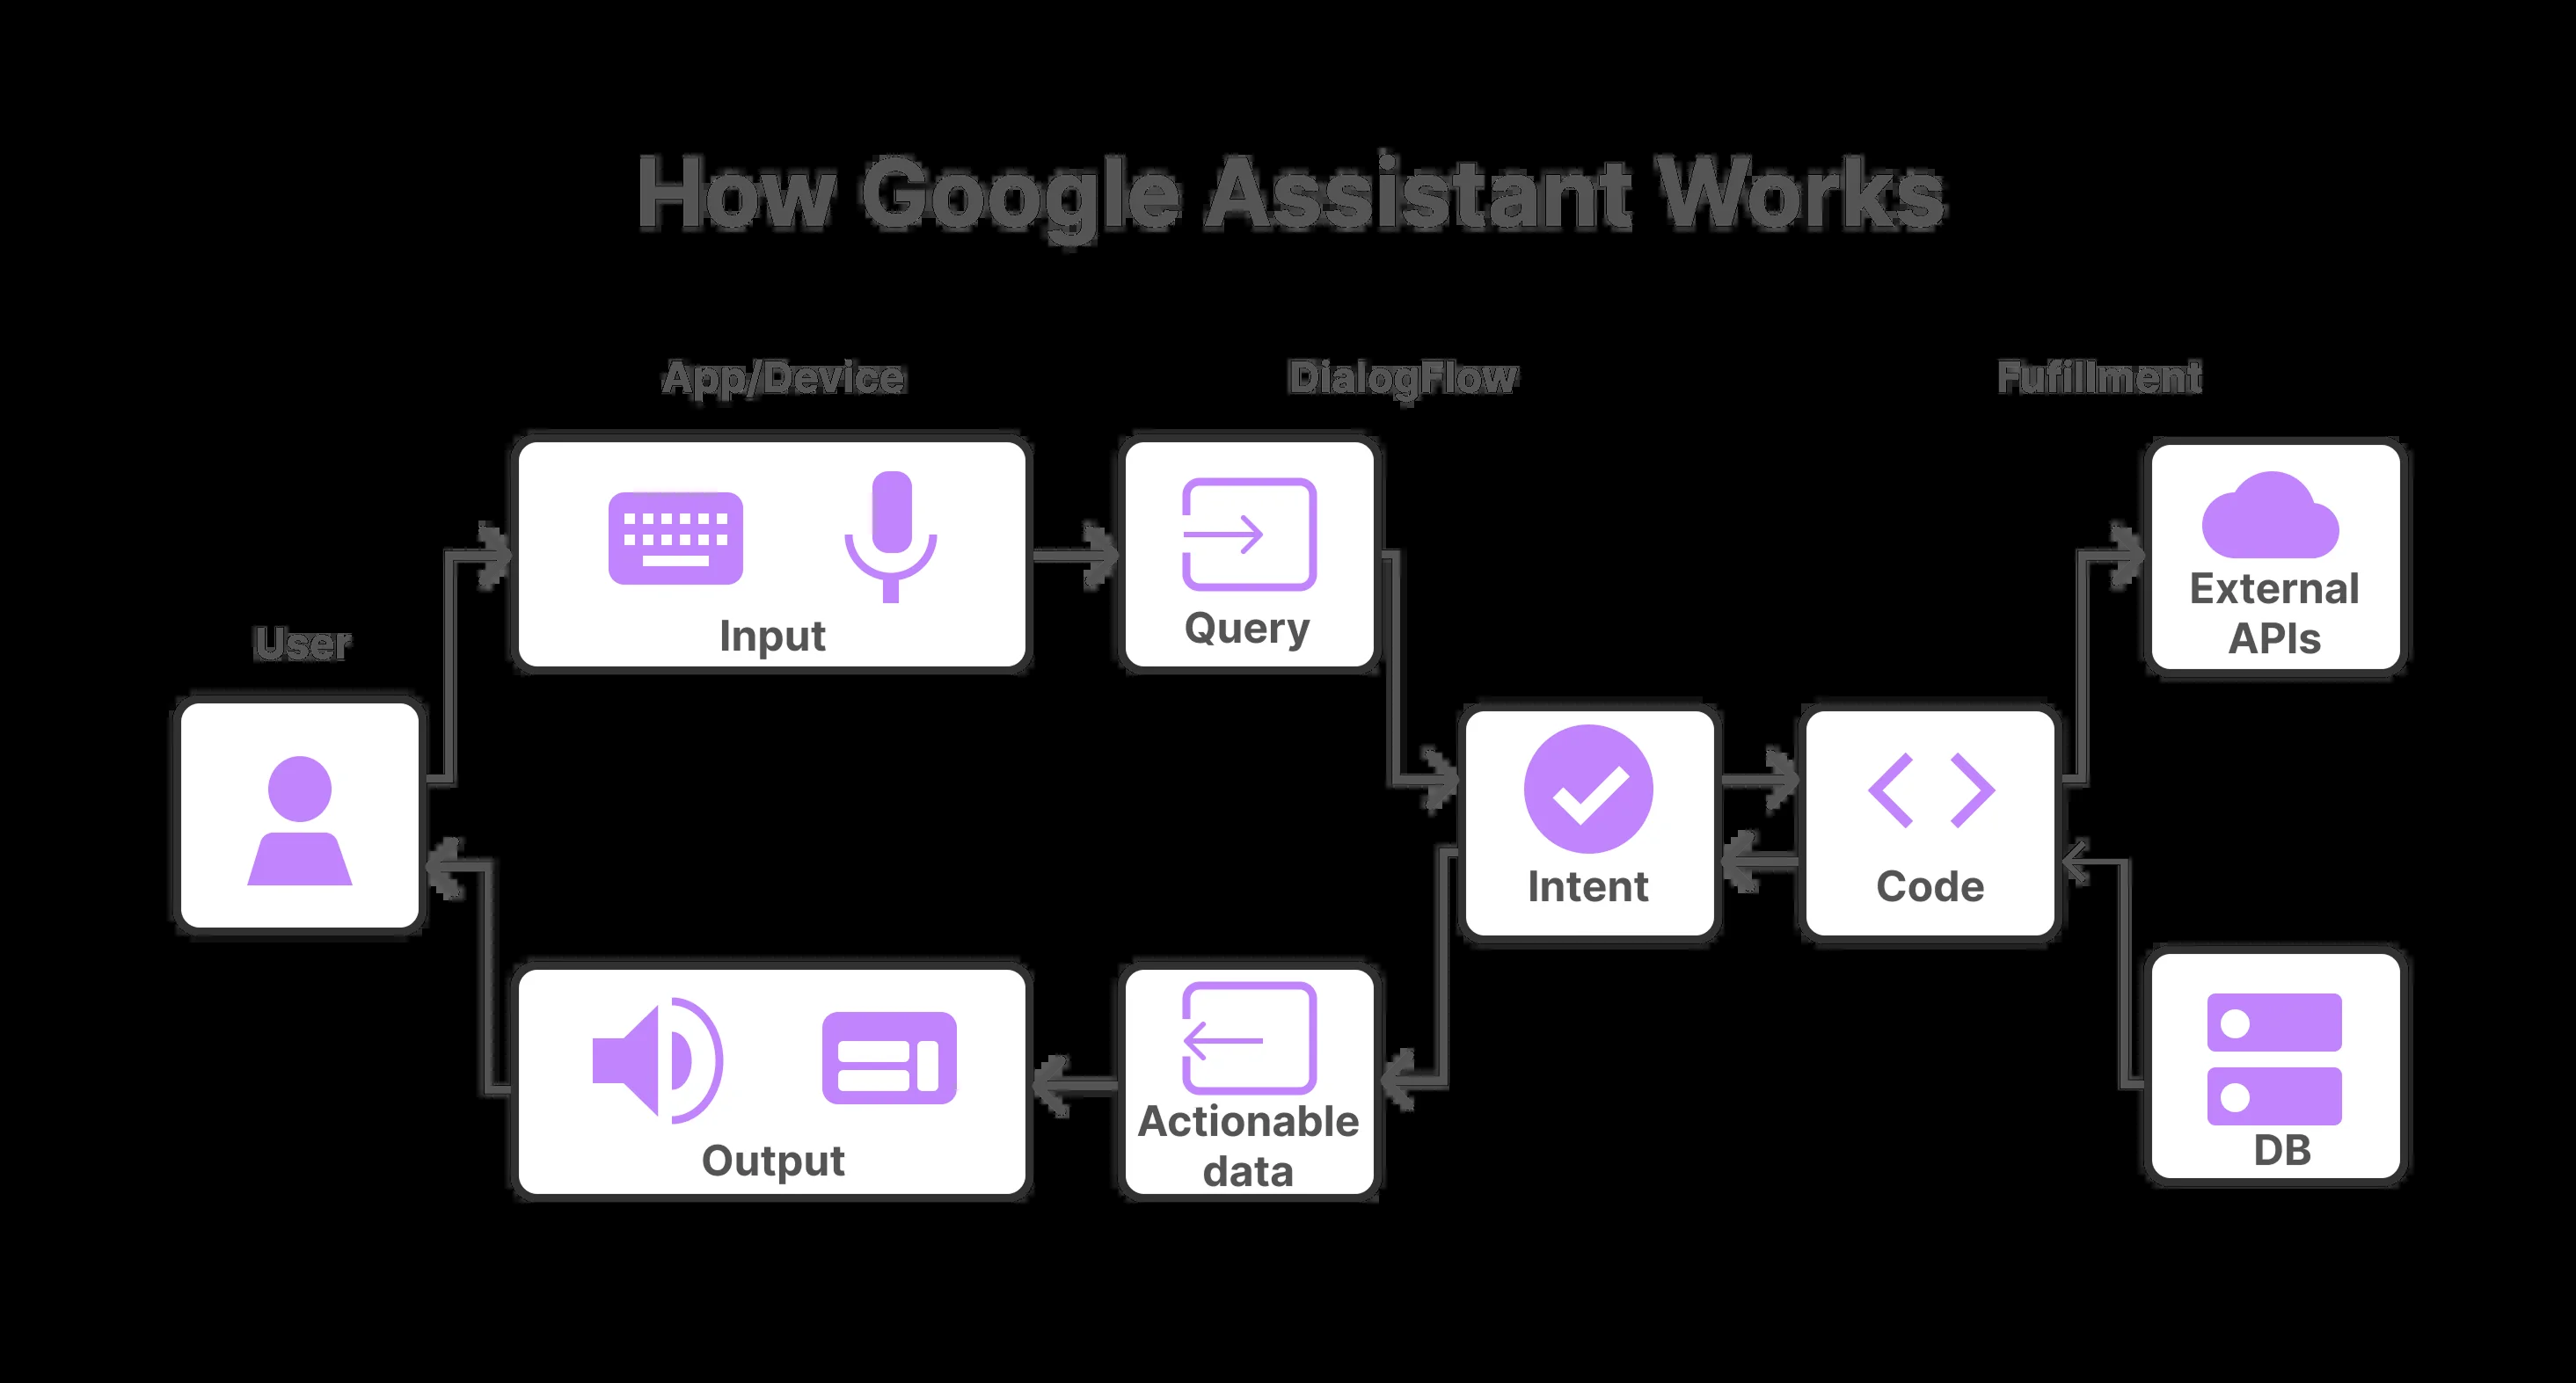 How Google Assistant Works
App/Device
DialogFlow
Fufillment
User
Input
Query
External
APIs
Intent
Code
Output
Actionable
data
DB